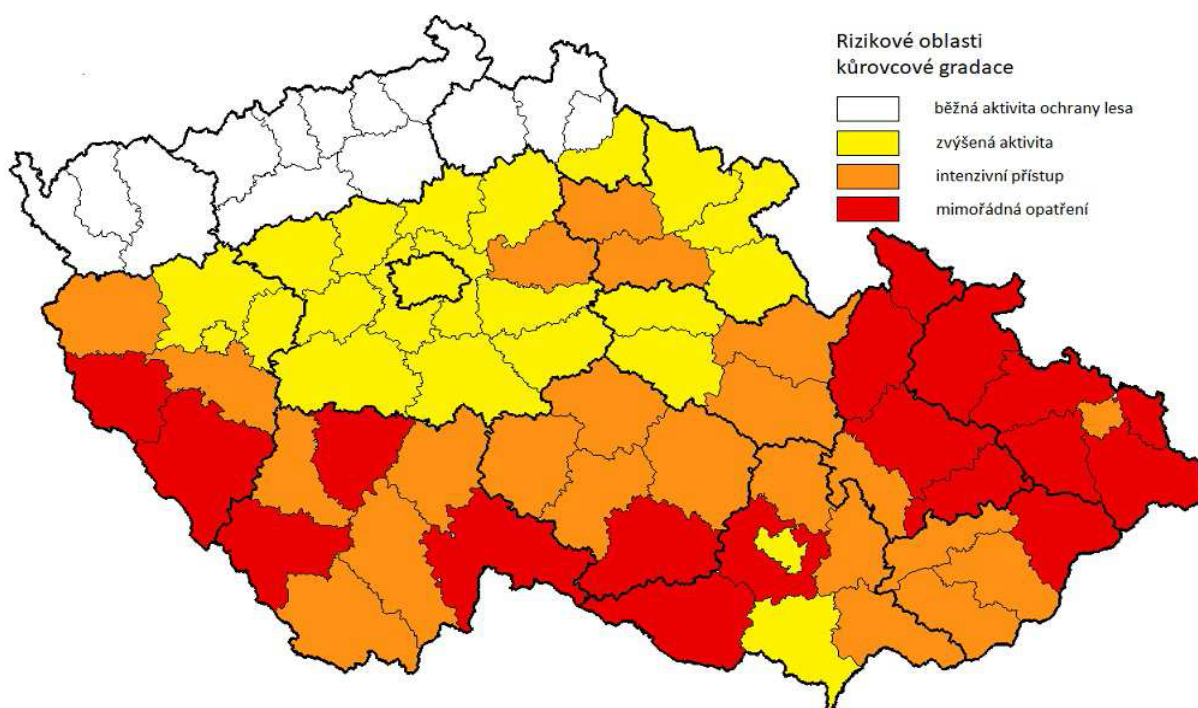 Rizikové oblasti
kůrovcové gradace
běžná aktivita ochrany lesa
zvýšená aktivita
intenzivní přístup
mimořádná opatření